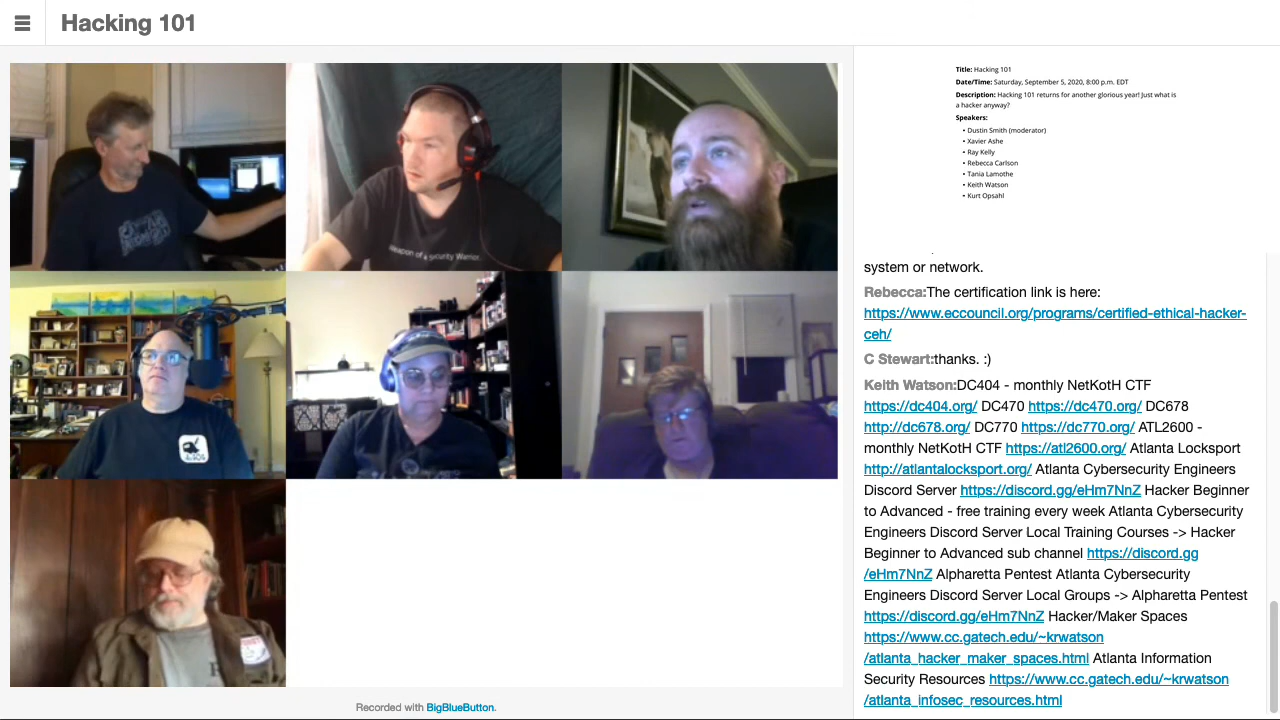 Hacking 101
Title: Hacking 101
Date/Time: Saturday, September 5, 2020, 8:00 p.m. EDT
Description: Hacking 101 returns for another glorious year! Just what is
a hacker anyway?
Speakers:
• Dustin Smith (moderator)
• Xavier Ashe
• Ray Kelly
• Rebecca Carlson
• Tania Lamothe
• Keith Watson
• Kurt Opsahl
Weapon of a Security Warrior.
system or network.
Rebecca:The certification link is here:
https://www.eccouncil.org/programs/certified-ethical-hacker-
ceh/
C Stewart:thanks. :)
Keith Watson:DC404 - monthly NetKotH CTF
https://dc404.org/ DC470 https://dc470.org/ DC678
http://dc678.org/ DC770 https://dc770.org/ ATL2600 -
monthly NetKotH CTF https://atl2600.org/ Atlanta Locksport
http://atlantalocksport.org/ Atlanta Cybersecurity Engineers
Discord Server https://discord.gg/eHm7NnZ Hacker Beginner
to Advanced - free training every week Atlanta Cybersecurity
Engineers Discord Server Local Training Courses -> Hacker
Beginner to Advanced sub channel https://discord.gg
/eHm7NnZ Alpharetta Pentest Atlanta Cybersecurity
Engineers Discord Server Local Groups -> Alpharetta Pentest
https://discord.gg/eHm7NnZ Hacker/Maker Spaces
https://www.cc.gatech.edu/~krwatson
/atlanta_hacker_maker_spaces.html Atlanta Information
Security Resources https://www.cc.gatech.edu/~krwatson
/atlanta_infosec_resources.html
Recorded with BigBlueButton.